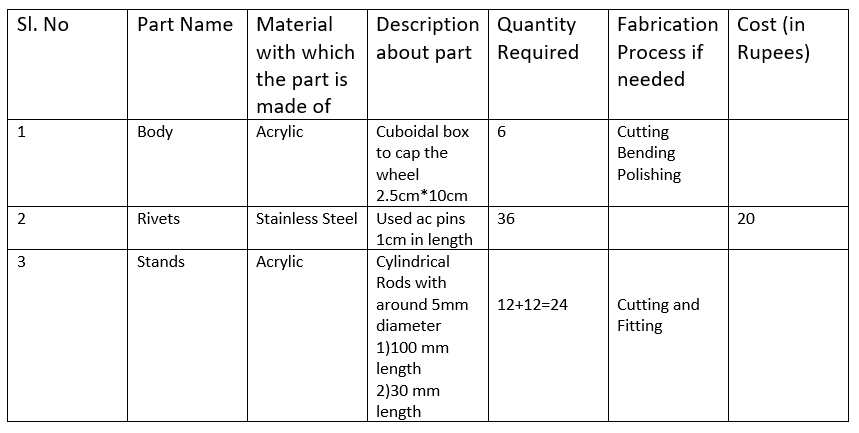 Sl. No
Part Name
Material
with which
the part is
made of
Description
about part
Quantity
Required
Fabrication
Process if
needed
Cost (in
Rupees)
1
Body
Acrylic
Cuboidal box
to cap the
wheel
2.5cm*10cm
6
Cutting
Bending
Polishing
2
Rivets
Stainless Steel
Used ac pins
1cm in length
36
20
3
Stands
Acrylic
Cylindrical
Rods with
around 5mm
diameter
1)100 mm
length
2)30 mm
length
12+12=24
Cutting and
Fitting